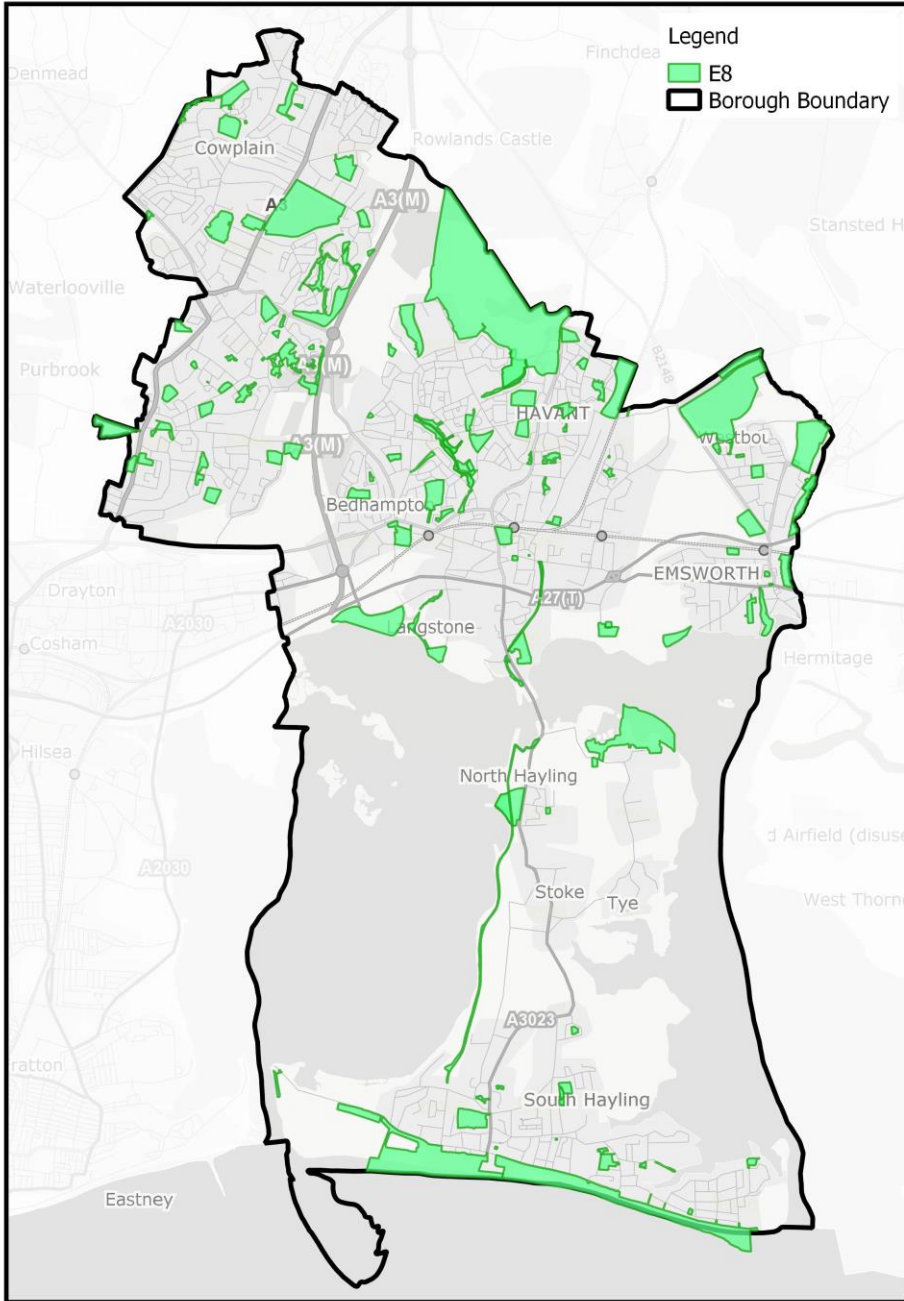 Legend
E8
Borough Boundary
Denmead
Finchdea
Rowlands Castle
Cowplain
A3(M)
Stansted H
Waterlooville
Purbrook
B2148
A3(M)
HAVANT
A3(M)
Bedhampto
EMSWORTH
Drayton
A27(T)
A2030
Langstone
Cosham
Hermitage
Hilsea
North Hayling
d Airfield (disuse
A2030
Stoke
Tye
West Thorne
A3023
ratton
South Hayling
Eastney